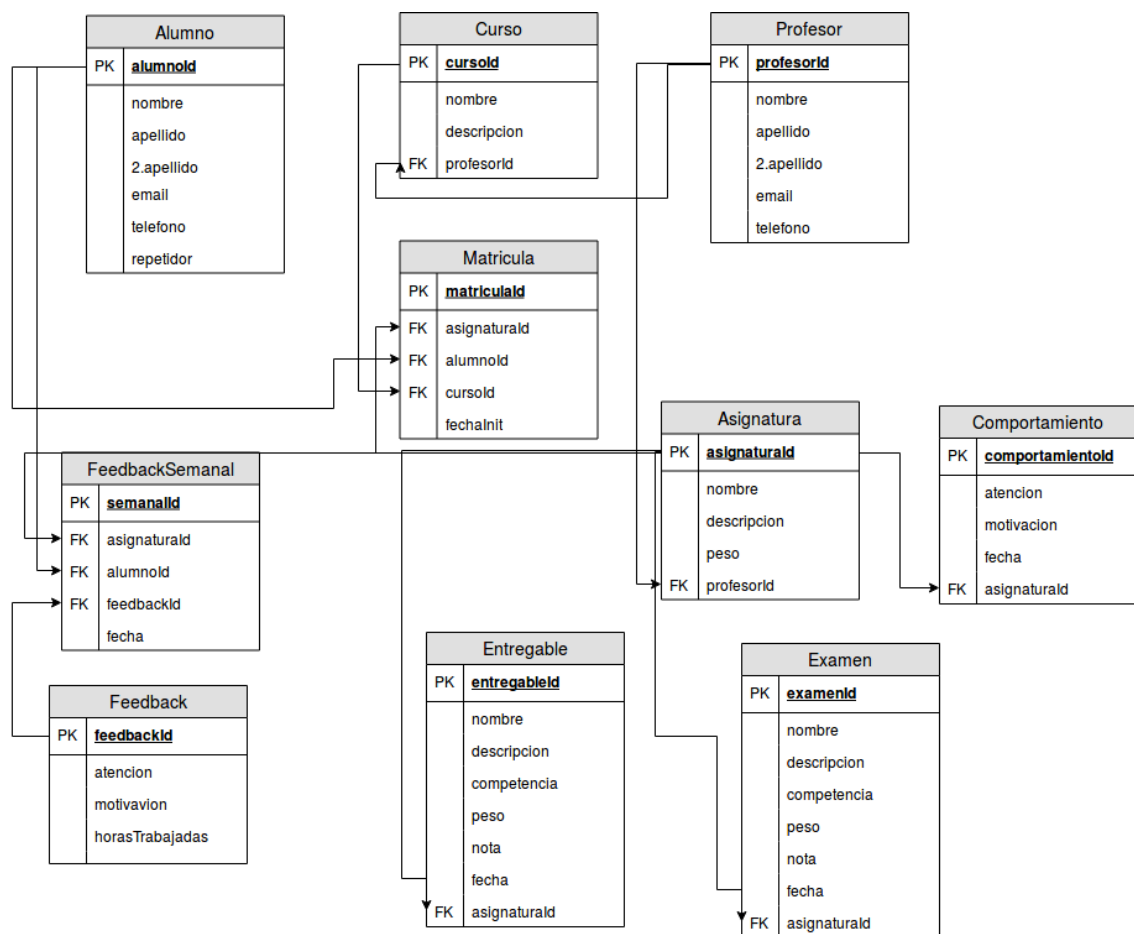 Alumno
PK alumnoId
nombre
apellido
2.apellido
email
telefono
repetidor
Curso
PK cursoId
nombre
descripcion
FK profesorId
Profesor
PK profesorId
nombre
apellido
2.apellido
email
telefono
Matricula
PK matriculaId
FK asignaturaId
FK alumnoId
FK cursoId
fechaInit
FeedbackSemanal
PK semanalId
FK asignaturaId
FK alumnoId
FK feedbackId
fecha
Asignatura
PK asignaturaId
nombre
descripcion
peso
FK profesorId
Comportamiento
PK comportamientoId
atencion
motivacion
fecha
FK asignaturaId
Feedback
PK feedbackId
atencion
motivavion
horasTrabajadas
Entregable
PK entregableId
nombre
descripcion
competencia
peso
nota
fecha
FK asignaturaId
Examen
PK examenId
nombre
descripcion
competencia
peso
nota
fecha
FK asignaturaId